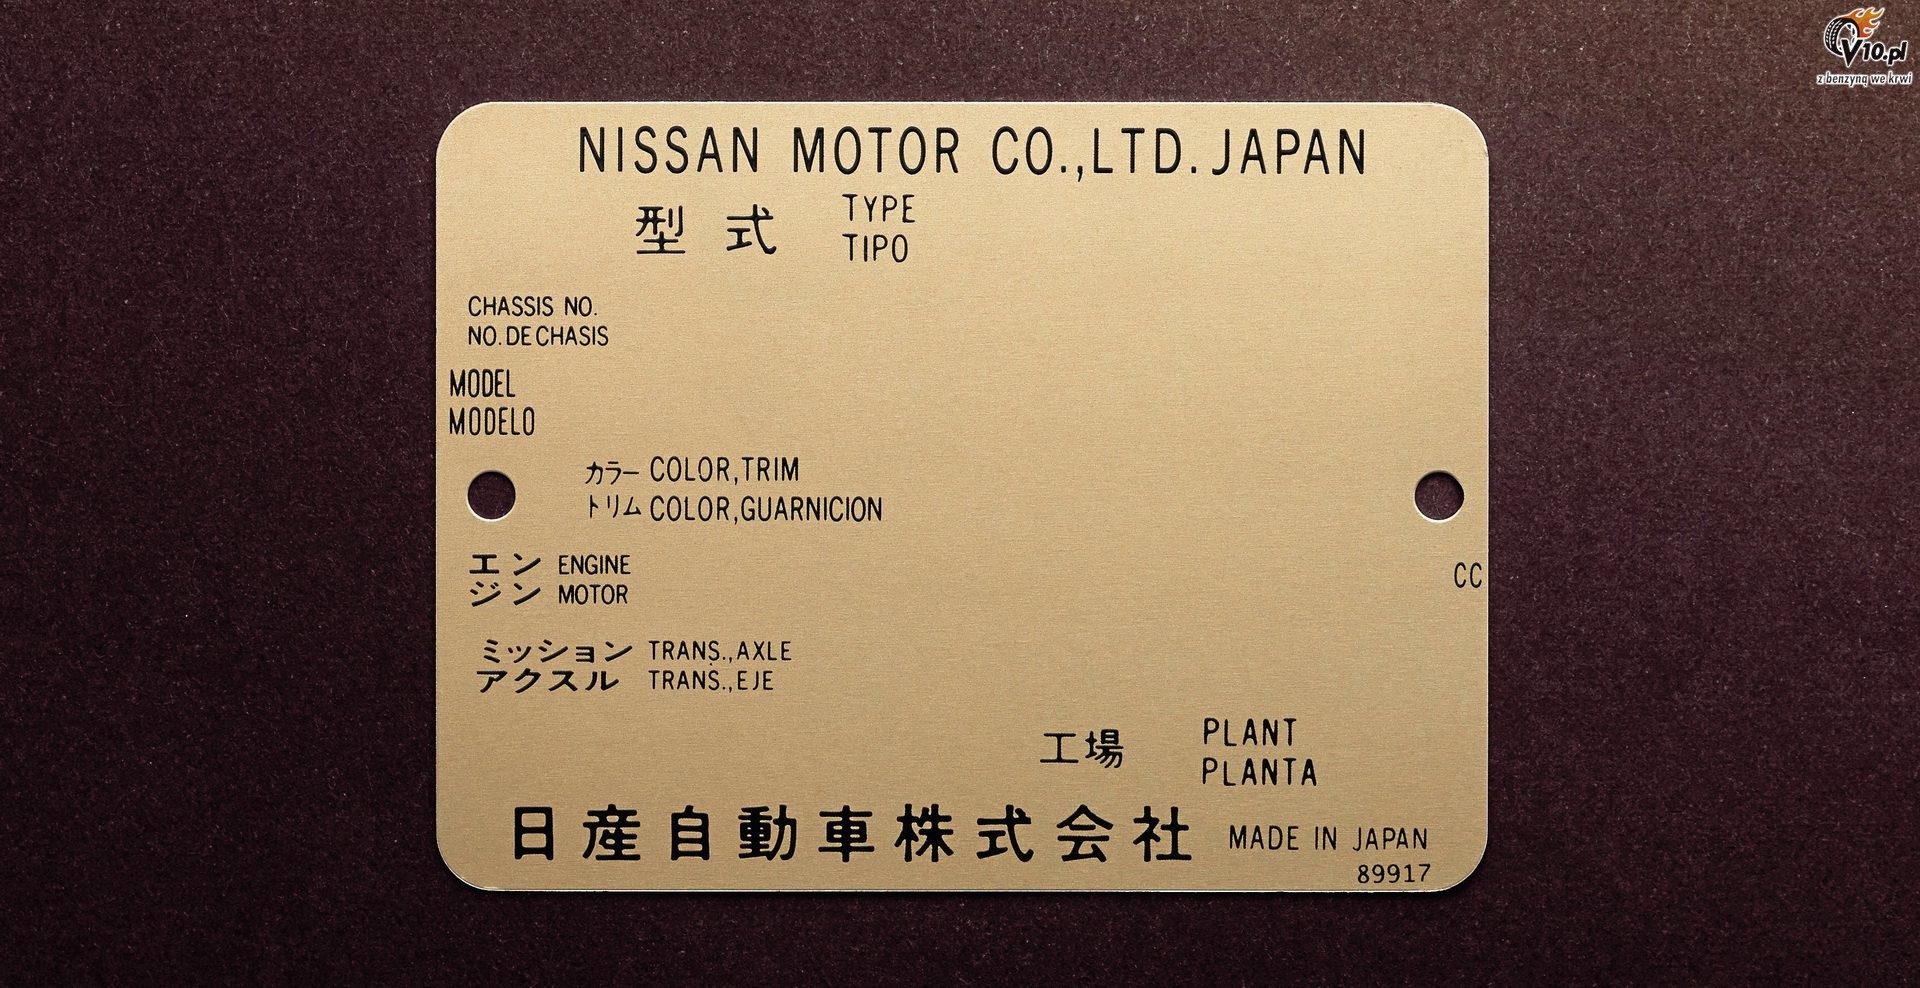 V10.pl
z benzyną we krwi
NISSAN MOTOR CO.,LTD. JAPAN
型式 TYPE
TIPO
CHASSIS NO.
NO. DE CHASIS
MODEL
MODELO
カラー COLOR,TRIM
トリム COLOR,GUARNICION
エン ENGINE
ジン MOTOR
CC
ミッション TRANS.,AXLE
アクスル TRANS.,EJE
工場 PLANT
PLANTA
日産自動車株式会社 MADE IN JAPAN
89917